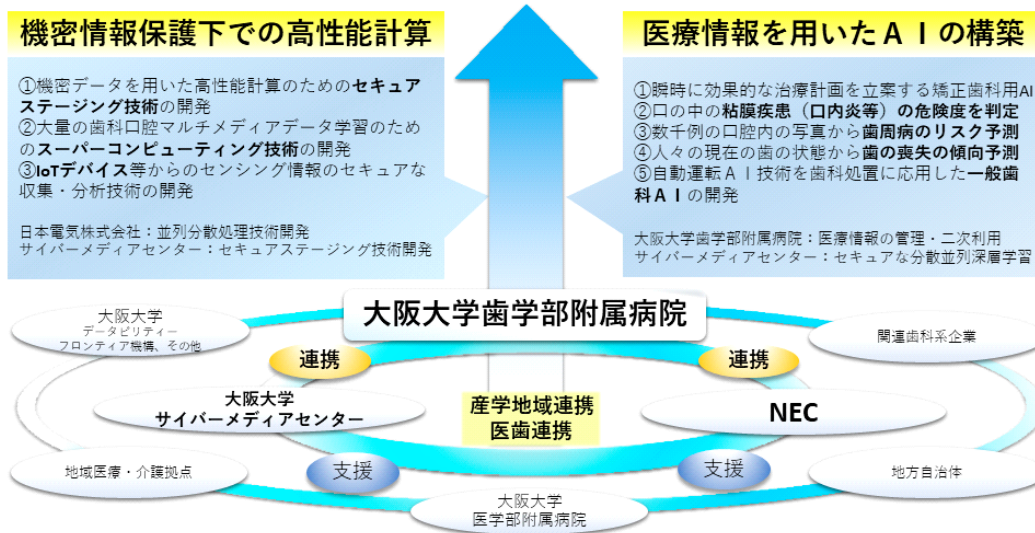 機密情報保護下での高性能計算
①機密データを用いた高性能計算のためのセキュア
ステージング技術の開発
②大量の歯科口腔マルチメディアデータ学習のため
のスーパーコンピューティング技術の開発
③IoTデバイス等からのセンシング情報のセキュアな
収集・分析技術の開発
日本電気株式会社：並列分散処理技術開発
サイバーメディアセンター：セキュアステージング技術開発
医療情報を用いたＡＩの構築
①瞬時に効果的な治療計画を立案する矯正歯科用AI
②口の中の粘膜疾患（口内炎等）の危険度を判定
③数千例の口腔内の写真から歯周病のリスク予測
④人々の現在の歯の状態から歯の喪失の傾向予測
⑤自動運転ＡＩ技術を歯科処置に応用した一般歯
科ＡＩの開発
大阪大学歯学部附属病院：医療情報の管理・二次利用
サイバーメディアセンター：セキュアな分散並列深層学習
大阪大学歯学部附属病院
大阪大学
データビリティー
フロンティア機構、その他
関連歯科系企業
連携
連携
大阪大学
サイバーメディアセンター
産学地域連携
医歯連携
NEC
地域医療・介護拠点
支援
支援
地方自治体
大阪大学
医学部附属病院